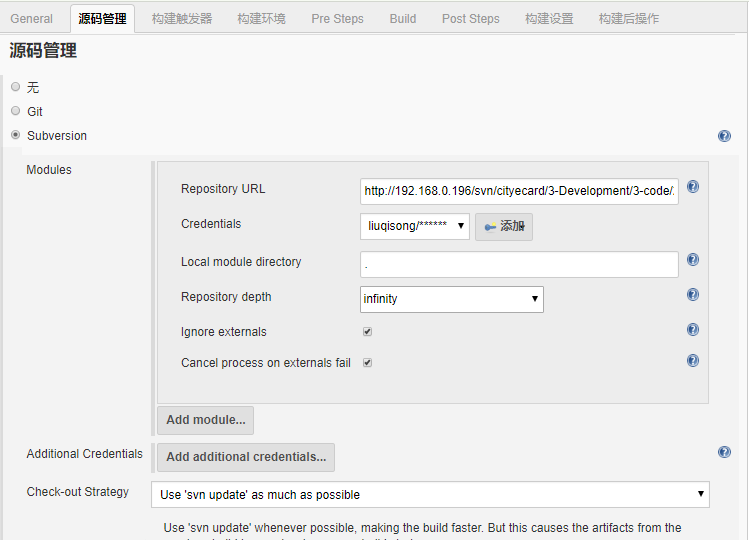 General 源码管理 构建触发器 构建环境 Pre Steps Build Post Steps 构建设置 构建后操作
源码管理
无
Git
Subversion
Modules
Repository URL http://192.168.0.196/svn/cityecard/3-Development/3-code/
Credentials liuqisong/****** 添加
Local module directory .
Repository depth infinity
Ignore externals
Cancel process on externals fail
Add module...
Additional Credentials Add additional credentials...
Check-out Strategy Use 'svn update' as much as possible
Use 'svn update' whenever possible, making the build faster. But this causes the artifacts from the